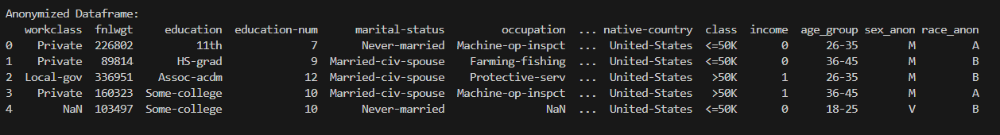 Anonymized Dataframe:
workclass fnlwgt education education-num marital-status occupation ... native-country class income age_group sex_anon race_anon
0 Private 226802 11th 7 Never-married Machine-op-inspct ... United-States <=50K 0 26-35 M A
1 Private 89814 HS-grad 9 Married-civ-spouse Farming-fishing ... United-States <=50K 0 36-45 M B
2 Local-gov 336951 Assoc-acdm 12 Married-civ-spouse Protective-serv ... United-States >50K 1 26-35 M B
3 Private 160323 Some-college 10 Married-civ-spouse Machine-op-inspct ... United-States >50K 1 36-45 M A
4 NaN 103497 Some-college 10 Never-married NaN ... United-States <=50K 0 18-25 V B